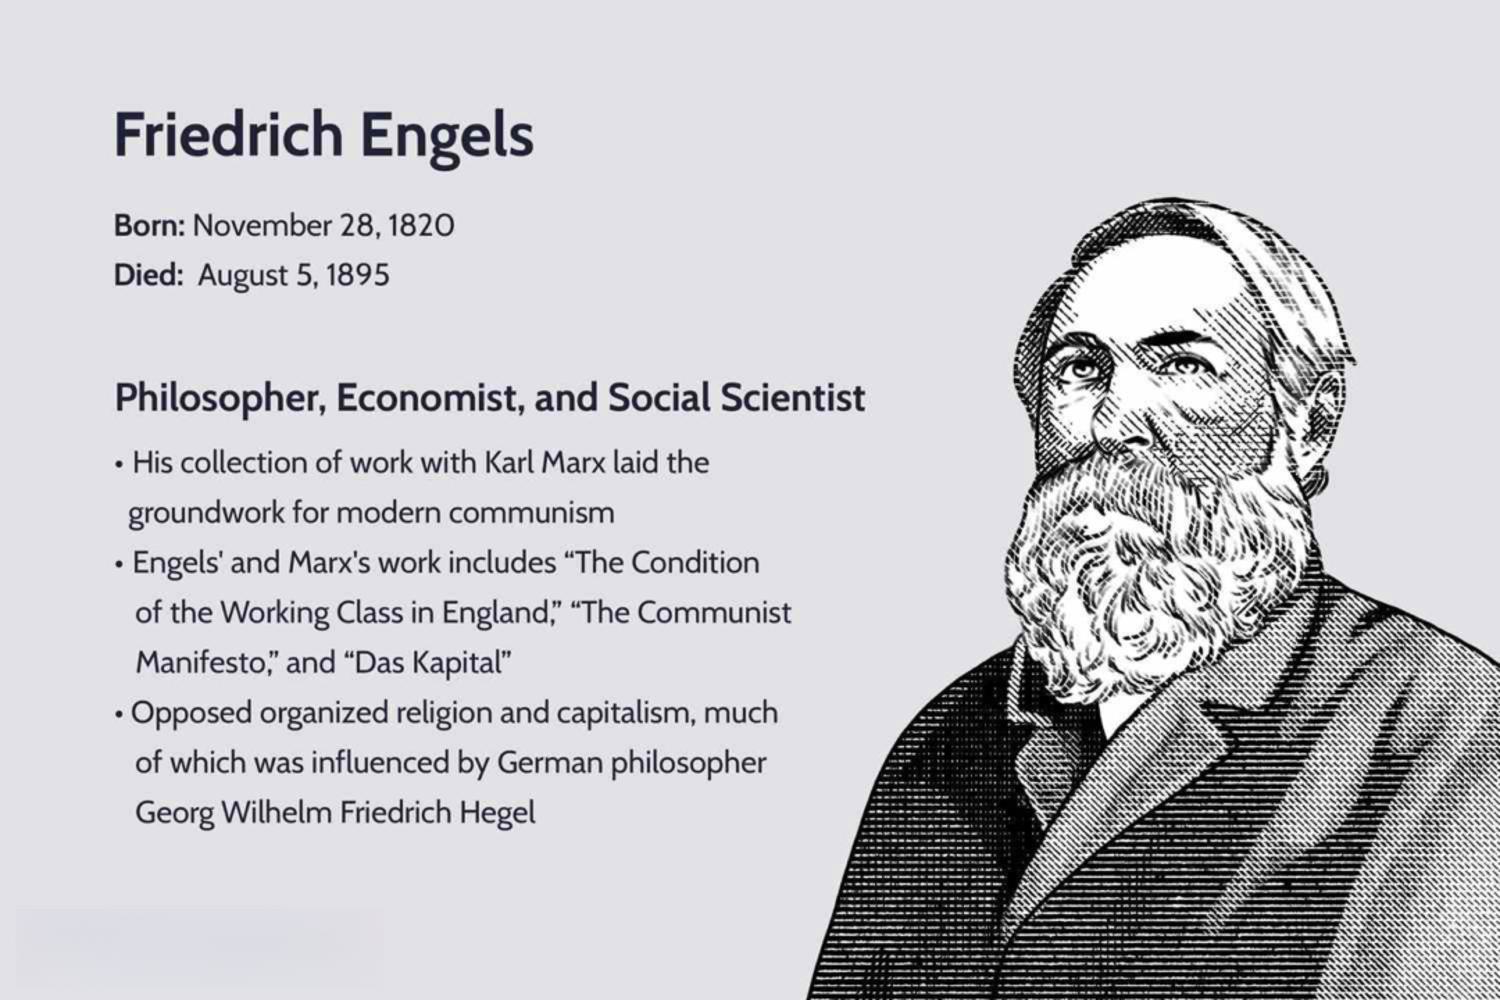 Friedrich Engels
Born: November 28, 1820
Died: August 5, 1895
Philosopher, Economist, and Social Scientist
• His collection of work with Karl Marx laid the
groundwork for modern communism
• Engels' and Marx's work includes “The Condition
of the Working Class in England,” “The Communist
Manifesto,” and “Das Kapital”
• Opposed organized religion and capitalism, much
of which was influenced by German philosopher
Georg Wilhelm Friedrich Hegel